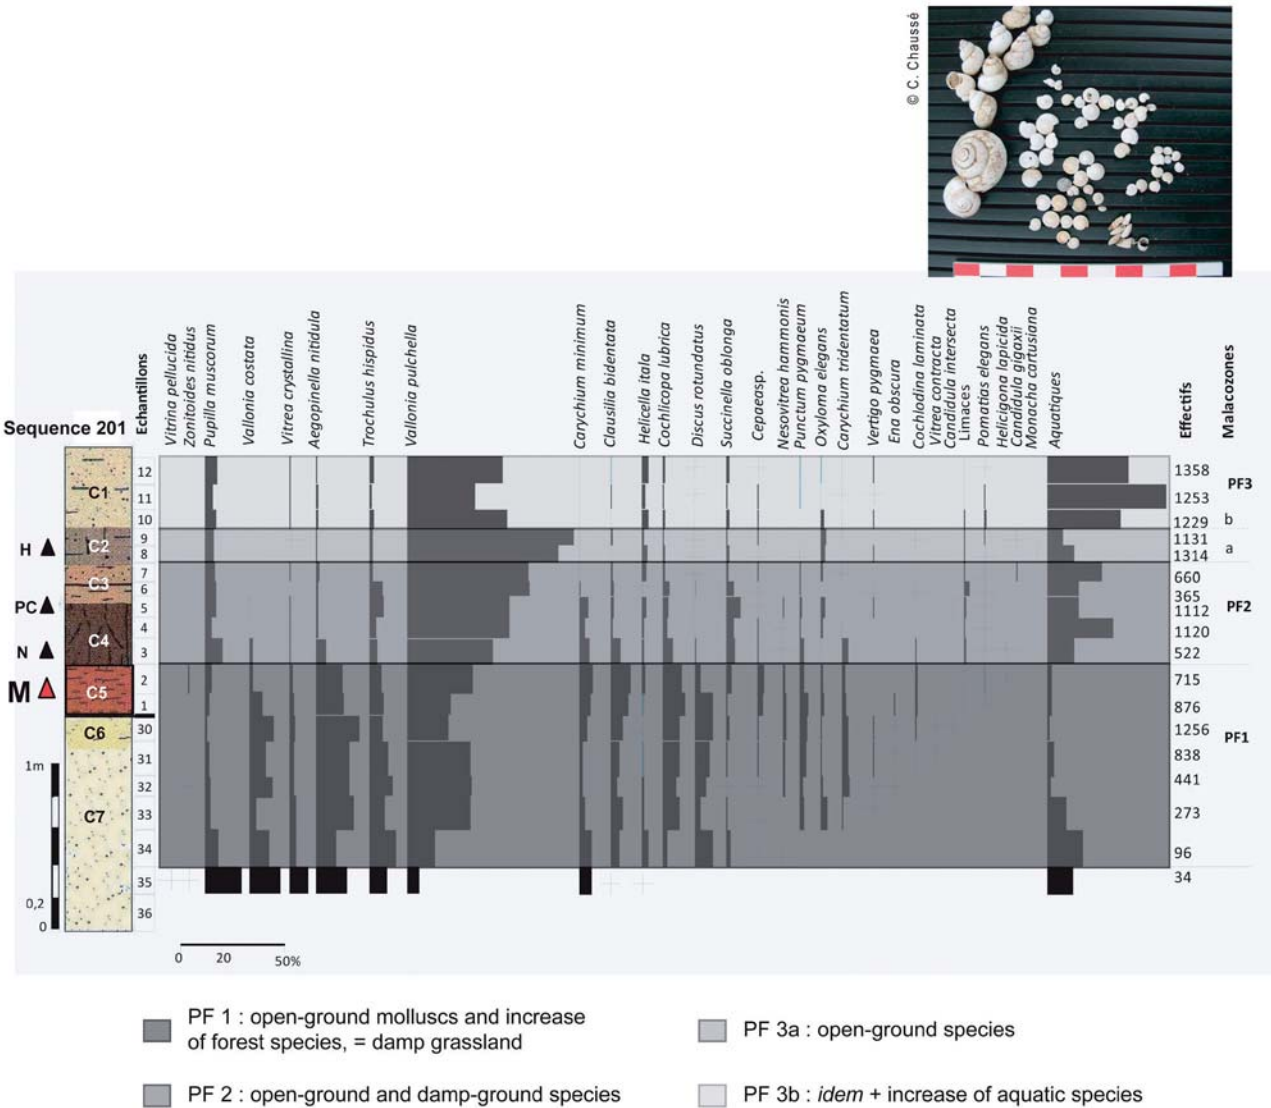 © C. Chaussé
Sequence 201
Echantillons
Vitrina pellucida
Zonitoides nitidus
Pupilla muscorum
Vallonia costata
Vitrea crystallina
Aegopinella nitidula
Trochulus hispidus
Vallonia pulchella
Carychium minimum
Clausilia bidentata
Helicella itala
Cochlicopa lubrica
Discus rotundatus
Succinella oblonga
Cepaeasp.
Nesovitrea hammonis
Punctum pygmaeum
Oxyloma elegans
Carychium tridentatum
Vertigo pygmaea
Ena obscura
Cochlodina laminata
Vitrea contracta
Candidula intersecta
Limaces
Pomatias elegans
Helicigona lapicida
Candidula gigaxii
Monacha cartusiana
Aquatiques
Effectifs
Malacozones
C1
12
1358
PF3
11
1253
10
1229
b
H
C2
9
1131
8
1314
a
C3
7
660
6
365
PC
5
1112
PF2
C4
4
1120
N
3
522
M
C5
2
715
1
876
C6
30
1256
PF1
1m
31
838
32
441
C7
33
273
34
96
35
34
0,2
36
0
0 20 50%
PF 1 : open-ground molluscs and increase
of forest species, = damp grassland
PF 2 : open-ground and damp-ground species
PF 3a : open-ground species
PF 3b : idem + increase of aquatic species